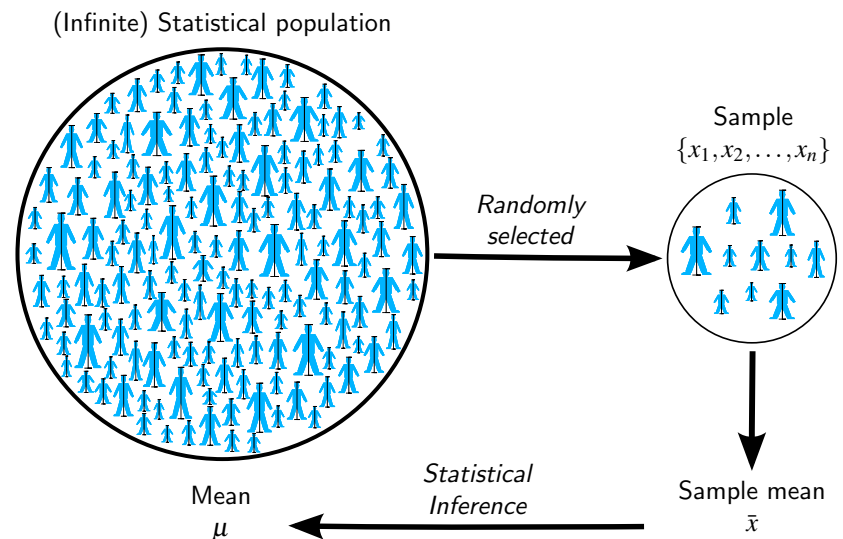 (Infinite) Statistical population
Sample
{x₁, x₂, . . . , xₙ}
Randomly
selected
Statistical
Inference
Mean
μ
Sample mean
x̄